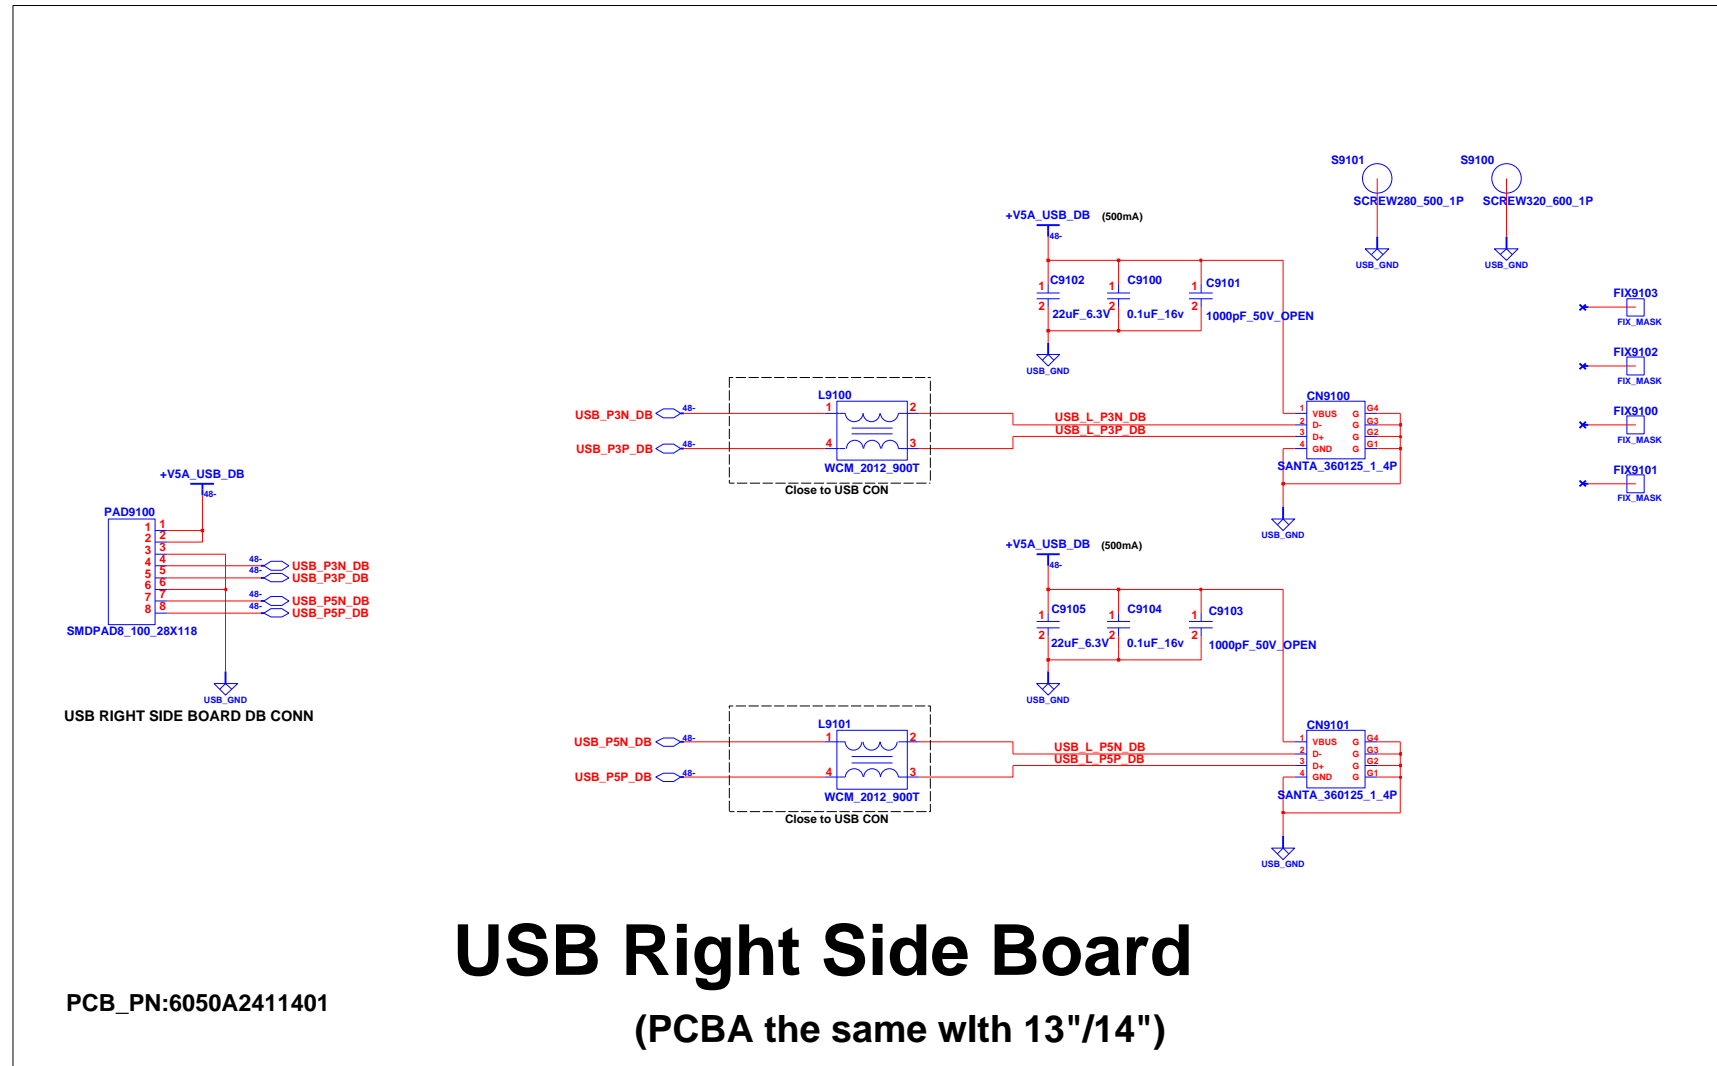 S9101
SCREW280_500_1P
USB_GND
S9100
SCREW320_600_1P
USB_GND
+V5A_USB_DB (500mA)
48-
C9102
1
2
22uF_6.3V
C9100
1
2
0.1uF_16v
C9101
1
2
1000pF_50V_OPEN
USB_GND
FIX9103
FIX_MASK
FIX9102
FIX_MASK
FIX9100
FIX_MASK
FIX9101
FIX_MASK
L9100
USB_P3N_DB 48- 1 2 USB_L_P3N_DB
USB_P3P_DB 48- 4 3 USB_L_P3P_DB
WCM_2012_900T
Close to USB CON
CN9100
1 VBUS G G4
2 D- G G3
3 D+ G G2
4 GND G G1
SANTA_360125_1_4P
USB_GND
+V5A_USB_DB
48-
PAD9100
1 1
2 2
3 3
4 4 48- USB_P3N_DB
5 5 48- USB_P3P_DB
6 6
7 7 48- USB_P5N_DB
8 8 48- USB_P5P_DB
SMDPAD8_100_28X118
USB_GND
USB RIGHT SIDE BOARD DB CONN
+V5A_USB_DB (500mA)
48-
C9105
1
2
22uF_6.3V
C9104
1
2
0.1uF_16v
C9103
1
2
1000pF_50V_OPEN
USB_GND
L9101
USB_P5N_DB 48- 1 2 USB_L_P5N_DB
USB_P5P_DB 48- 4 3 USB_L_P5P_DB
WCM_2012_900T
Close to USB CON
CN9101
1 VBUS G G4
2 D- G G3
3 D+ G G2
4 GND G G1
SANTA_360125_1_4P
USB_GND
USB Right Side Board
PCB_PN:6050A2411401
(PCBA the same wIth 13"/14")